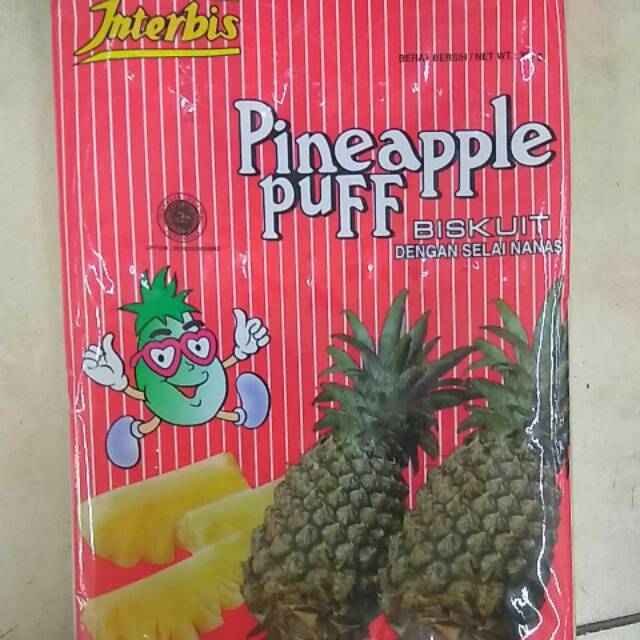 Interbis
BERAT BERSIH / NET WT :
Pineapple
PUFF
BISKUIT
DENGAN SELAI NANAS